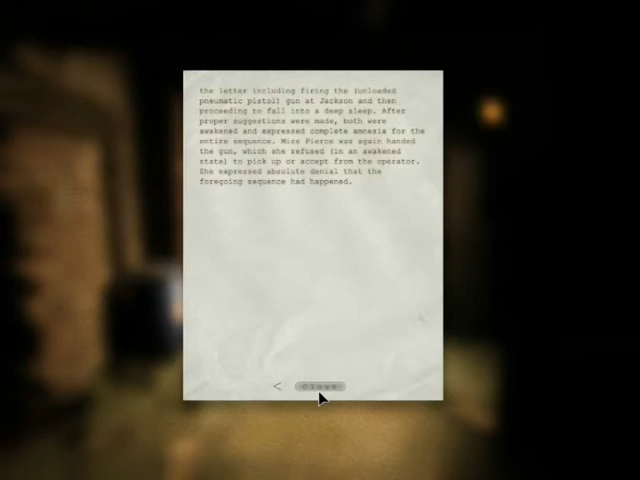 the letter including firing the (unloaded
pneumatic pistol) gun at Jackson and then
proceeding to fall into a deep sleep. After
proper suggestions were made, both were
awakened and expressed complete amnesia for the
entire sequence. Miss Pierce was again handed
the gun, which she refused (in an awakened
state) to pick up or accept from the operator.
She expressed absolute denial that the
foregoing sequence had happened.
< Close